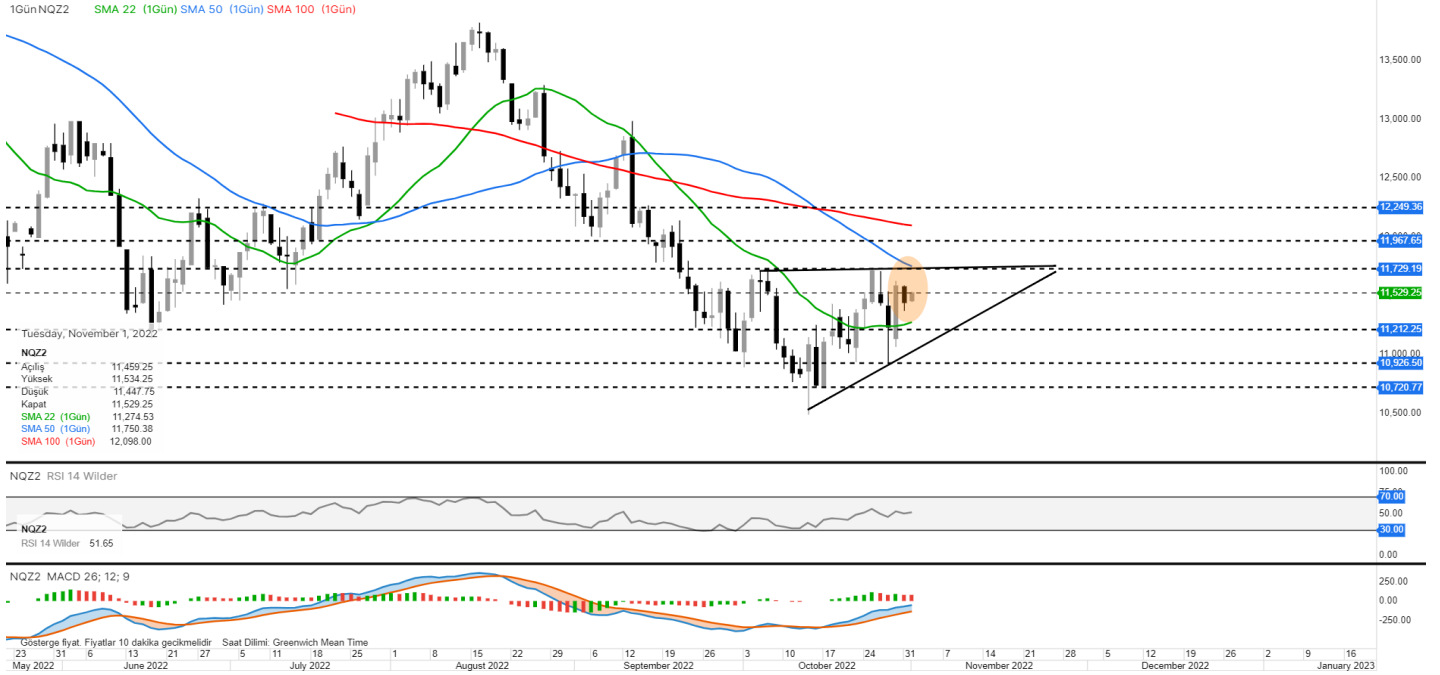 1Gün NQZ2 SMA 22 (1Gün) SMA 50 (1Gün) SMA 100 (1Gün)
13,500.00
13,000.00
12,500.00
12,249.36
11,967.65
11,729.19
11,529.25
11,212.25
11,000.00
10,926.50
10,720.77
10,500.00
Tuesday, November 1, 2022
NQZ2
Açılış 11,459.25
Yüksek 11,534.25
Düşük 11,447.75
Kapat 11,529.25
SMA 22 (1Gün) 11,274.53
SMA 50 (1Gün) 11,750.38
SMA 100 (1Gün) 12,098.00
NQZ2 RSI 14 Wilder
100.00
70.00
50.00
30.00
0.00
NQZ2
RSI 14 Wilder 51.65
NQZ2 MACD 26; 12; 9
250.00
0.00
-250.00
Gösterge fiyat. Fiyatlar 10 dakika gecikmelidir Saat Dilimi: Greenwich Mean Time
23 31 6 13 21 27 5 11 18 25 1 8 15 22 29 6 12 19 26 3 10 17 24 31 7 14 21 28 5 12 19 26 2 9 16
May 2022 June 2022 July 2022 August 2022 September 2022 October 2022 November 2022 December 2022 January 2023